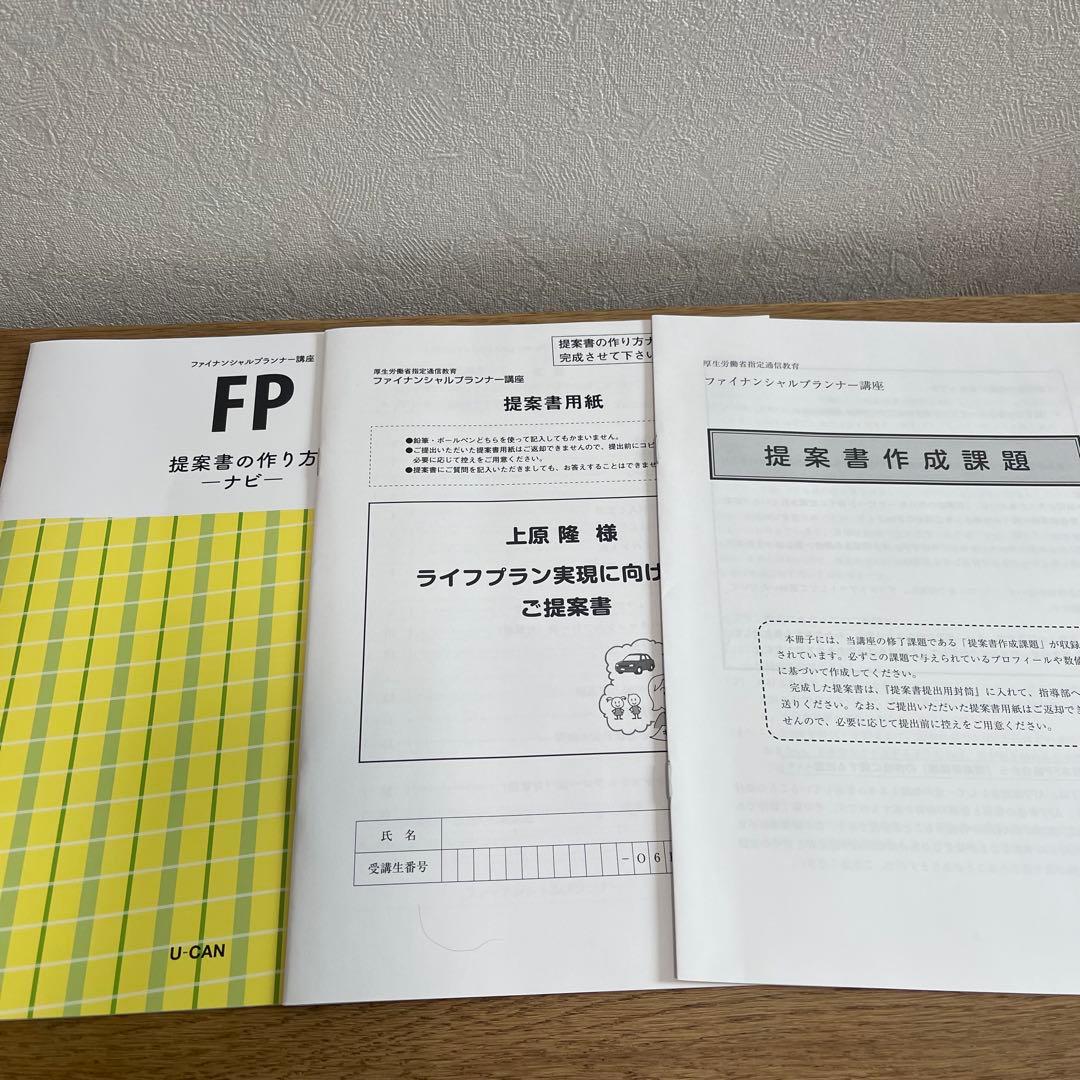 ファイナンシャルプランナー講座
FP
提案書の作り方
―ナビ―
U-CAN
提案書の作り方
完成させて下さい
厚生労働省指定通信教育
ファイナンシャルプランナー講座
提案書用紙
●鉛筆・ボールペンどちらを使って記入してもかまいません。
●ご提出いただいた提案書用紙はご返却できませんので、提出前にコピ
必要に応じて控えをご用意ください。
●提案書にご質問を記入いただきましても、お答えすることはできませ
上原 隆 様
ライフプラン実現に向け
ご提案書
氏 名
受講生番号
-06
厚生労働省指定通信教育
ファイナンシャルプランナー講座
提案書作成課題
本冊子には、当講座の修了課題である「提案書作成課題」が収録
されています。必ずこの課題で与えられているプロフィールや数値
に基づいて作成してください。
完成した提案書は、『提案書提出用封筒』に入れて、指導部へ
送りください。なお、ご提出いただいた提案書用紙はご返却でき
せんので、必要に応じて提出前に控えをご用意ください。